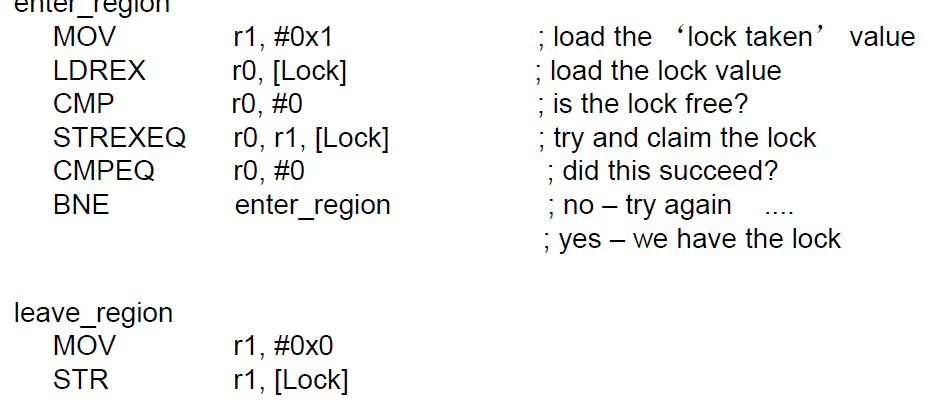 enter_region
MOV r1, #0x1 ; load the ‘lock taken’ value
LDREX r0, [Lock] ; load the lock value
CMP r0, #0 ; is the lock free?
STREXEQ r0, r1, [Lock] ; try and claim the lock
CMPEQ r0, #0 ; did this succeed?
BNE enter_region ; no – try again ....
; yes – we have the lock
leave_region
MOV r1, #0x0
STR r1, [Lock]